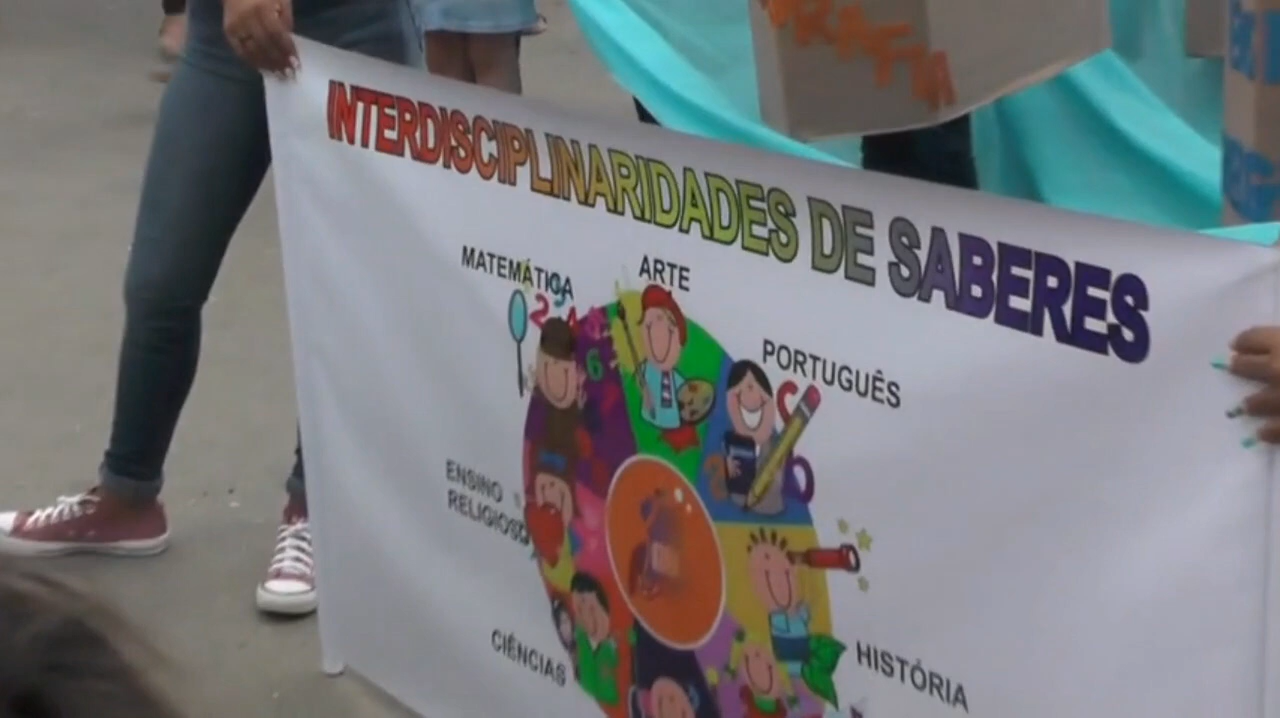 INTERDISCIPLINARIDADES DE SABERES
MATEMÁTICA
ARTE
PORTUGUÊS
ENSINO
RELIGIOSO
CIÊNCIAS
HISTÓRIA